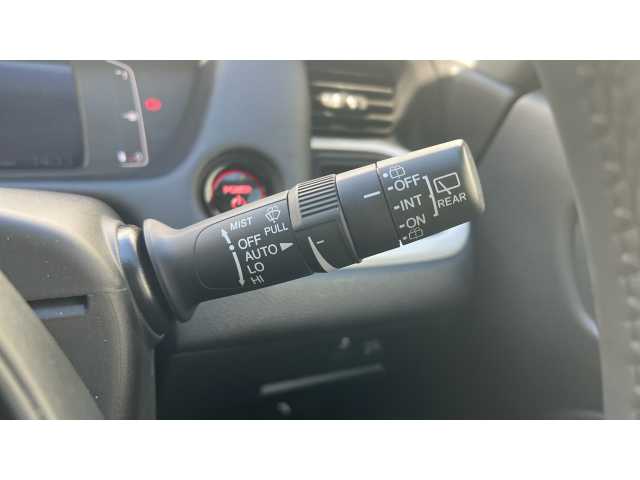 MIST
OFF
AUTO
LO
HI
PULL
OFF
INT
ON
REAR
POWER